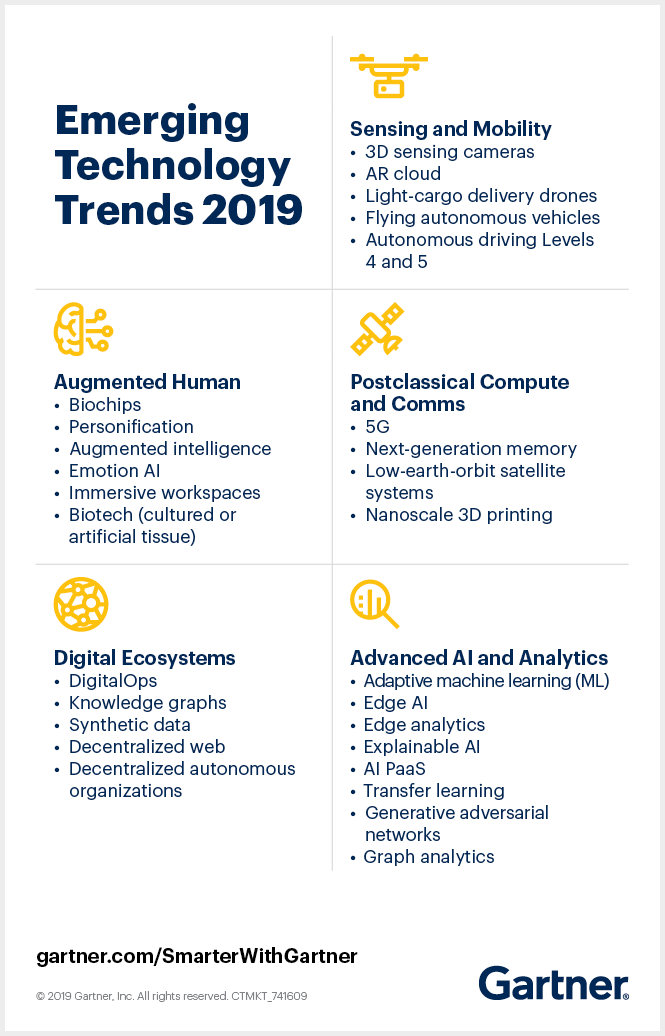 Emerging
Technology
Trends 2019
Sensing and Mobility
• 3D sensing cameras
• AR cloud
• Light-cargo delivery drones
• Flying autonomous vehicles
• Autonomous driving Levels
4 and 5
Augmented Human
• Biochips
• Personification
• Augmented intelligence
• Emotion AI
• Immersive workspaces
• Biotech (cultured or
artificial tissue)
Postclassical Compute
and Comms
• 5G
• Next-generation memory
• Low-earth-orbit satellite
systems
• Nanoscale 3D printing
Digital Ecosystems
• DigitalOps
• Knowledge graphs
• Synthetic data
• Decentralized web
• Decentralized autonomous
organizations
Advanced AI and Analytics
• Adaptive machine learning (ML)
• Edge AI
• Edge analytics
• Explainable AI
• AI PaaS
• Transfer learning
• Generative adversarial
networks
• Graph analytics
gartner.com/SmarterWithGartner
© 2019 Gartner, Inc. All rights reserved. CTMKT_741609
Gartner®